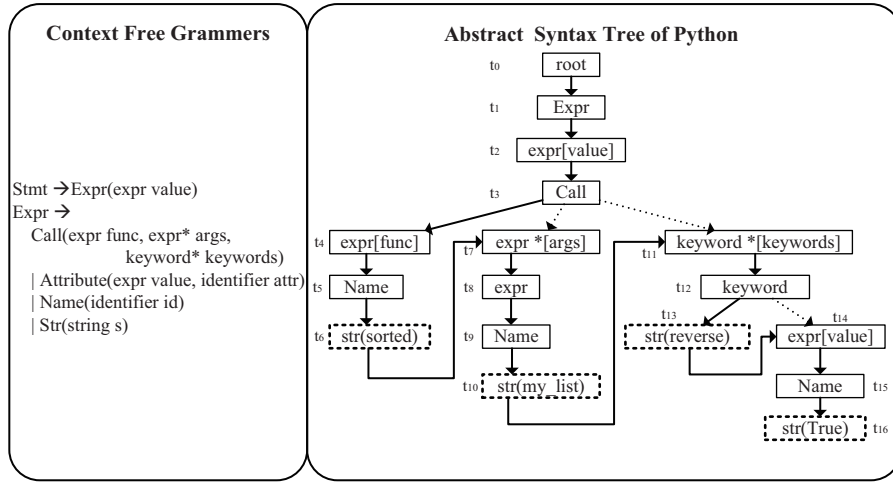 Context Free Grammers
Stmt →Expr(expr value)
Expr →
Call(expr func, expr* args,
keyword* keywords)
| Attribute(expr value, identifier attr)
| Name(identifier id)
| Str(string s)
Abstract Syntax Tree of Python
t0 root
t1 Expr
t2 expr[value]
t3 Call
t4 expr[func] t7 expr *[args] t11 keyword *[keywords]
t5 Name t8 expr t12 keyword
t6 str(sorted) t9 Name t13 str(reverse) t14 expr[value]
t10 str(my_list) Name t15
str(True) t16